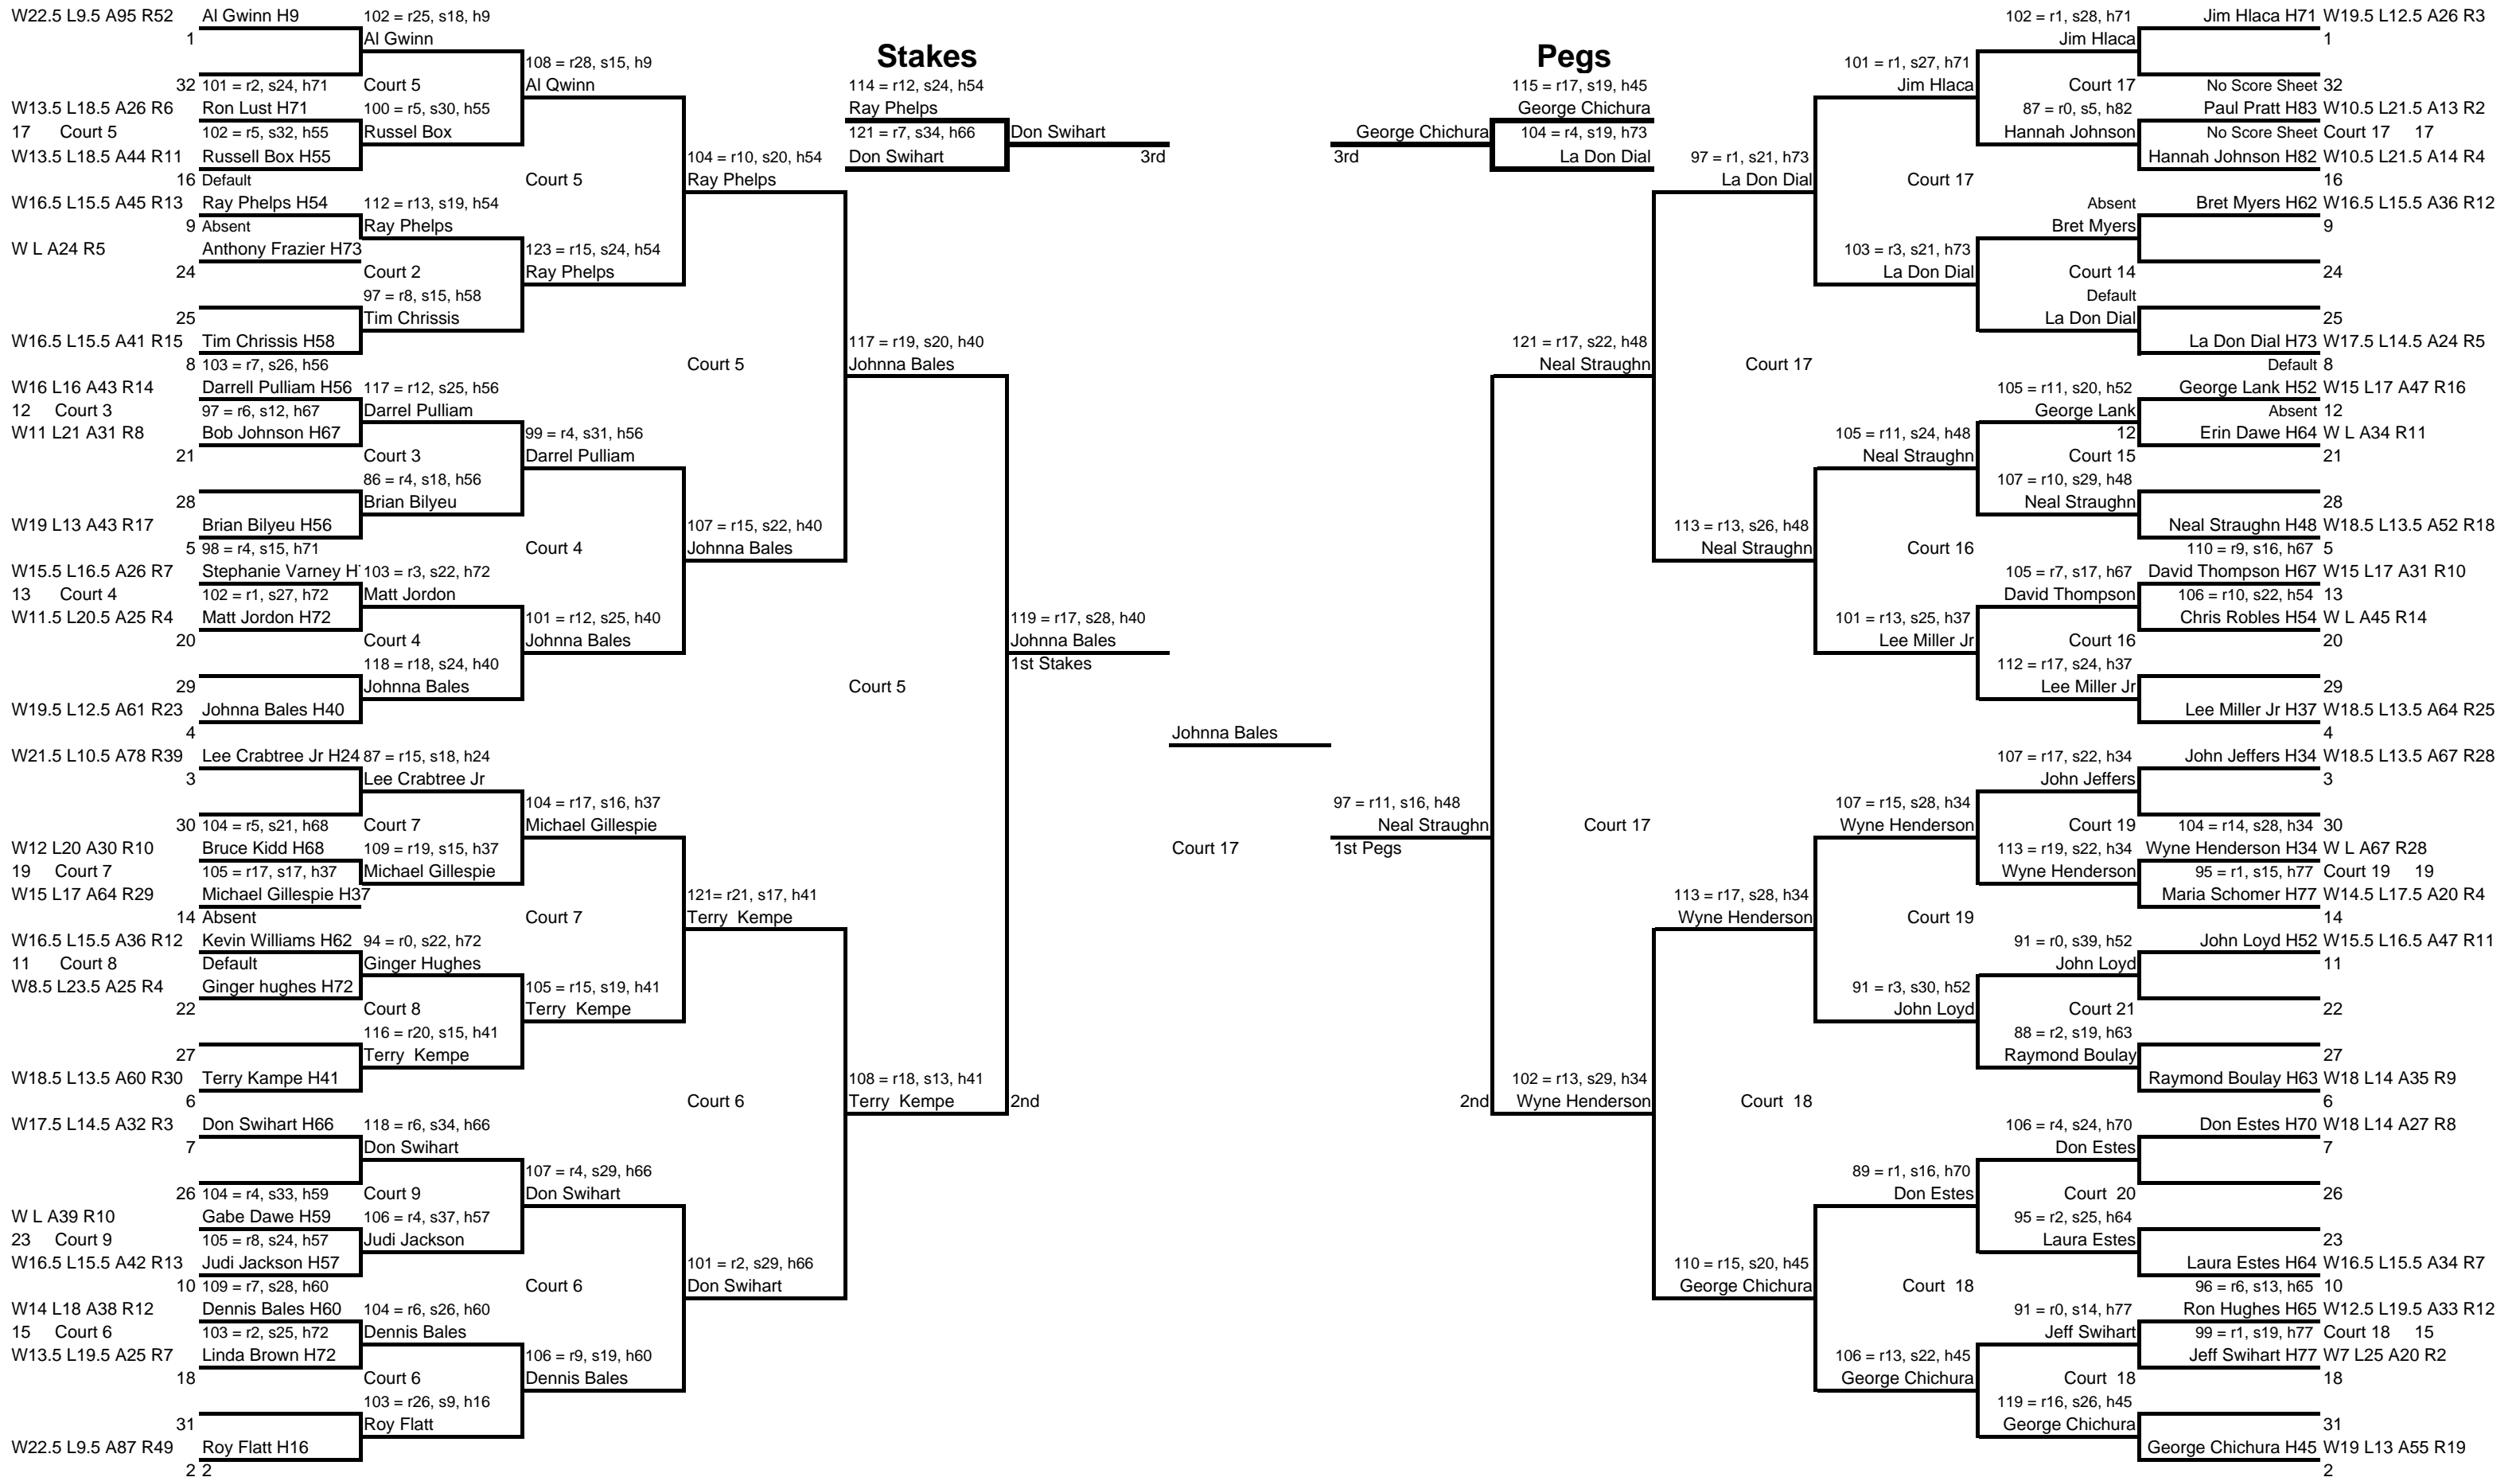 W22.5 L9.5 A95 R52 Al Gwinn H9 102 = r25, s18, h9 102 = r1, s28, h71 Jim Hlaca H71 W19.5 L12.5 A26 R3
1 Al Gwinn Jim Hlaca 1
Stakes Pegs
108 = r28, s15, h9 101 = r1, s27, h71
32 101 = r2, s24, h71 Court 5 Al Qwinn 114 = r12, s24, h54 115 = r17, s19, h45 Jim Hlaca Court 17 No Score Sheet 32
W13.5 L18.5 A26 R6 Ron Lust H71 100 = r5, s30, h55 Ray Phelps George Chichura 87 = r0, s5, h82 Paul Pratt H83 W10.5 L21.5 A13 R2
17 Court 5 102 = r5, s32, h55 Russel Box 121 = r7, s34, h66 Don Swihart George Chichura 104 = r4, s19, h73 Hannah Johnson No Score Sheet Court 17 17
W13.5 L18.5 A44 R11 Russell Box H55 104 = r10, s20, h54 Don Swihart 3rd 3rd La Don Dial 97 = r1, s21, h73 Hannah Johnson H82 W10.5 L21.5 A14 R4
16 Default Court 5 Ray Phelps La Don Dial Court 17 16
W16.5 L15.5 A45 R13 Ray Phelps H54 112 = r13, s19, h54 Absent Bret Myers H62 W16.5 L15.5 A36 R12
9 Absent Ray Phelps Bret Myers 9
W L A24 R5 Anthony Frazier H73 123 = r15, s24, h54 103 = r3, s21, h73
24 Court 2 Ray Phelps La Don Dial Court 14 24
97 = r8, s15, h58 Default
25 Tim Chrissis La Don Dial 25
W16.5 L15.5 A41 R15 Tim Chrissis H58 117 = r19, s20, h40 121 = r17, s22, h48 La Don Dial H73 W17.5 L14.5 A24 R5
8 103 = r7, s26, h56 Court 5 Johnna Bales Neal Straughn Court 17 Default 8
W16 L16 A43 R14 Darrell Pulliam H56 117 = r12, s25, h56 105 = r11, s20, h52 George Lank H52 W15 L17 A47 R16
12 Court 3 97 = r6, s12, h67 Darrel Pulliam George Lank Absent 12
W11 L21 A31 R8 Bob Johnson H67 99 = r4, s31, h56 105 = r11, s24, h48 12 Erin Dawe H64 W L A34 R11
21 Court 3 Darrel Pulliam Neal Straughn Court 15 21
86 = r4, s18, h56 107 = r10, s29, h48
28 Brian Bilyeu Neal Straughn 28
W19 L13 A43 R17 Brian Bilyeu H56 107 = r15, s22, h40 113 = r13, s26, h48 Neal Straughn H48 W18.5 L13.5 A52 R18
5 98 = r4, s15, h71 Court 4 Johnna Bales Neal Straughn Court 16 110 = r9, s16, h67 5
W15.5 L16.5 A26 R7 Stephanie Varney H 103 = r3, s22, h72 105 = r7, s17, h67 David Thompson H67 W15 L17 A31 R10
13 Court 4 102 = r1, s27, h72 Matt Jordon David Thompson 106 = r10, s22, h54 13
W11.5 L20.5 A25 R4 Matt Jordon H72 101 = r12, s25, h40 119 = r17, s28, h40 101 = r13, s25, h37 Chris Robles H54 W L A45 R14
20 Court 4 Johnna Bales Johnna Bales Lee Miller Jr Court 16 20
118 = r18, s24, h40 1st Stakes 112 = r17, s24, h37
29 Johnna Bales Court 5 Lee Miller Jr 29
W19.5 L12.5 A61 R23 Johnna Bales H40 Lee Miller Jr H37 W18.5 L13.5 A64 R25
4 Johnna Bales 4
W21.5 L10.5 A78 R39 Lee Crabtree Jr H24 87 = r15, s18, h24 107 = r17, s22, h34 John Jeffers H34 W18.5 L13.5 A67 R28
3 Lee Crabtree Jr John Jeffers 3
104 = r17, s16, h37 97 = r11, s16, h48 107 = r15, s28, h34
30 104 = r5, s21, h68 Court 7 Michael Gillespie Neal Straughn Court 17 Wyne Henderson Court 19 104 = r14, s28, h34 30
W12 L20 A30 R10 Bruce Kidd H68 109 = r19, s15, h37 Court 17 1st Pegs 113 = r19, s22, h34 Wyne Henderson H34 W L A67 R28
19 Court 7 105 = r17, s17, h37 Michael Gillespie Wyne Henderson 95 = r1, s15, h77 Court 19 19
W15 L17 A64 R29 Michael Gillespie H37 121= r21, s17, h41 113 = r17, s28, h34 Maria Schomer H77 W14.5 L17.5 A20 R4
14 Absent Court 7 Terry Kempe Wyne Henderson Court 19 14
W16.5 L15.5 A36 R12 Kevin Williams H62 94 = r0, s22, h72 91 = r0, s39, h52 John Loyd H52 W15.5 L16.5 A47 R11
11 Court 8 Default Ginger Hughes John Loyd 11
W8.5 L23.5 A25 R4 Ginger hughes H72 105 = r15, s19, h41 91 = r3, s30, h52
22 Court 8 Terry Kempe John Loyd Court 21 22
116 = r20, s15, h41 88 = r2, s19, h63
27 Terry Kempe Raymond Boulay 27
W18.5 L13.5 A60 R30 Terry Kampe H41 108 = r18, s13, h41 102 = r13, s29, h34 Raymond Boulay H63 W18 L14 A35 R9
6 Court 6 Terry Kempe 2nd 2nd Wyne Henderson Court 18 6
W17.5 L14.5 A32 R3 Don Swihart H66 118 = r6, s34, h66 106 = r4, s24, h70 Don Estes H70 W18 L14 A27 R8
7 Don Swihart Don Estes 7
107 = r4, s29, h66 89 = r1, s16, h70
26 104 = r4, s33, h59 Court 9 Don Swihart Don Estes Court 20 26
W L A39 R10 Gabe Dawe H59 106 = r4, s37, h57 95 = r2, s25, h64
23 Court 9 105 = r8, s24, h57 Judi Jackson Laura Estes 23
W16.5 L15.5 A42 R13 Judi Jackson H57 101 = r2, s29, h66 110 = r15, s20, h45 Laura Estes H64 W16.5 L15.5 A34 R7
10 109 = r7, s28, h60 Court 6 Don Swihart George Chichura Court 18 96 = r6, s13, h65 10
W14 L18 A38 R12 Dennis Bales H60 104 = r6, s26, h60 91 = r0, s14, h77 Ron Hughes H65 W12.5 L19.5 A33 R12
15 Court 6 103 = r2, s25, h72 Dennis Bales Jeff Swihart 99 = r1, s19, h77 Court 18 15
W13.5 L19.5 A25 R7 Linda Brown H72 106 = r9, s19, h60 106 = r13, s22, h45 Jeff Swihart H77 W7 L25 A20 R2
18 Court 6 Dennis Bales George Chichura Court 18 18
103 = r26, s9, h16 119 = r16, s26, h45
31 Roy Flatt George Chichura 31
W22.5 L9.5 A87 R49 Roy Flatt H16 George Chichura H45 W19 L13 A55 R19
2 2 2